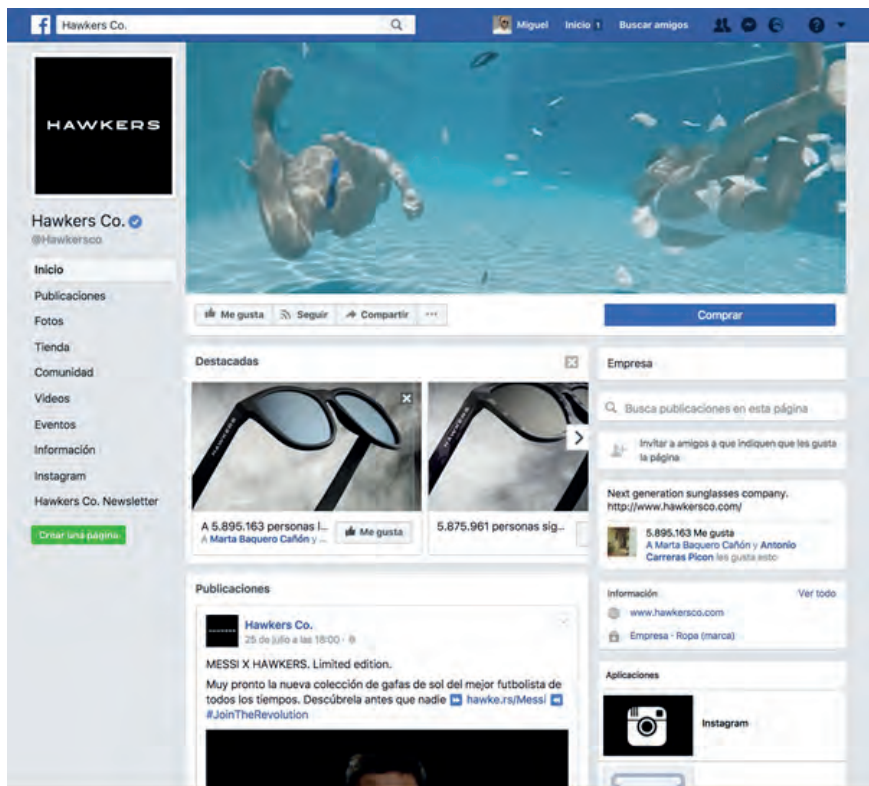 Hawkers Co.
Miguel Inicio 1 Buscar amigos
HAWKERS
Hawkers Co.
@Hawkersco
Inicio
Publicaciones
Fotos
Tienda
Comunidad
Videos
Eventos
Información
Instagram
Hawkers Co. Newsletter
Crear una página
Me gusta Seguir Compartir ...
Comprar
Destacadas
HAWKERS
HAWKERS
A 5.895.163 personas l...
A Marta Baquero Cañón y ...
Me gusta
5.875.961 personas sig...
Publicaciones
Hawkers Co.
25 de julio a las 18:00
MESSI X HAWKERS. Limited edition.
Muy pronto la nueva colección de gafas de sol del mejor futbolista de
todos los tiempos. Descúbrela antes que nadie hawke.rs/Messi
#JoinTheRevolution
Empresa
Busca publicaciones en esta página
Invitar a amigos a que indiquen que les gusta
la página
Next generation sunglasses company.
http://www.hawkersco.com/
5.895.163 Me gusta
A Marta Baquero Cañón y Antonio
Carreras Picon les gusta esto
Información Ver todo
www.hawkersco.com
Empresa · Ropa (marca)
Aplicaciones
Instagram